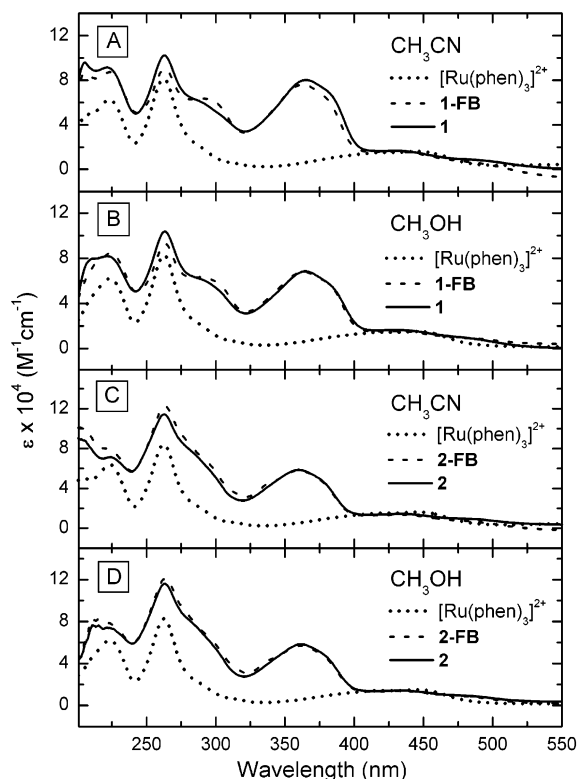 A
CH₃CN
[Ru(phen)₃]²⁺
1-FB
1
12
8
4
0
B
CH₃OH
[Ru(phen)₃]²⁺
1-FB
1
12
8
4
0
C
CH₃CN
[Ru(phen)₃]²⁺
2-FB
2
12
8
4
0
D
CH₃OH
[Ru(phen)₃]²⁺
2-FB
2
12
8
4
0
ε x 10⁴ (M⁻¹cm⁻¹)
250 300 350 400 450 500 550
Wavelength (nm)